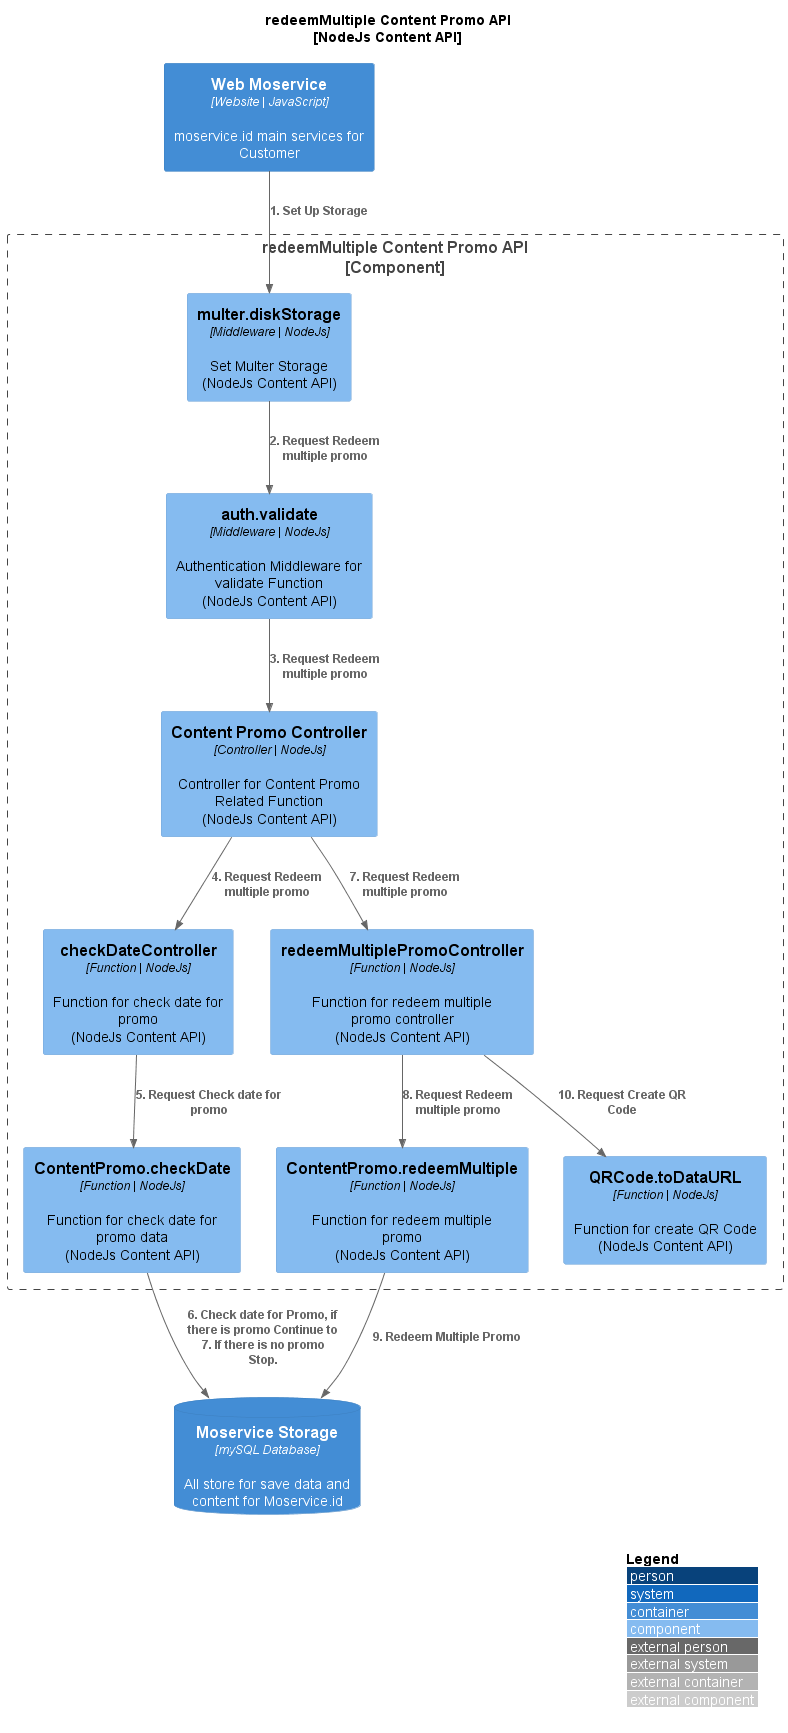 redeemMultiple Content Promo API
[NodeJs Content API]
Web Moservice
[Website | JavaScript]
moservice.id main services for
Customer
1. Set Up Storage
redeemMultiple Content Promo API
[Component]
multer.diskStorage
[Middleware | NodeJs]
Set Multer Storage
(NodeJs Content API)
2. Request Redeem
multiple promo
auth.validate
[Middleware | NodeJs]
Authentication Middleware for
validate Function
(NodeJs Content API)
3. Request Redeem
multiple promo
Content Promo Controller
[Controller | NodeJs]
Controller for Content Promo
Related Function
(NodeJs Content API)
4. Request Redeem
multiple promo
7. Request Redeem
multiple promo
checkDateController
[Function | NodeJs]
Function for check date for
promo
(NodeJs Content API)
redeemMultiplePromoController
[Function | NodeJs]
Function for redeem multiple
promo controller
(NodeJs Content API)
5. Request Check date for
promo
8. Request Redeem
multiple promo
10. Request Create QR
Code
ContentPromo.checkDate
[Function | NodeJs]
Function for check date for
promo data
(NodeJs Content API)
ContentPromo.redeemMultiple
[Function | NodeJs]
Function for redeem multiple
promo
(NodeJs Content API)
QRCode.toDataURL
[Function | NodeJs]
Function for create QR Code
(NodeJs Content API)
6. Check date for Promo, if
there is promo Continue to
7. If there is no promo
Stop.
9. Redeem Multiple Promo
Moservice Storage
[mySQL Database]
All store for save data and
content for Moservice.id
Legend
person
system
container
component
external person
external system
external container
external component